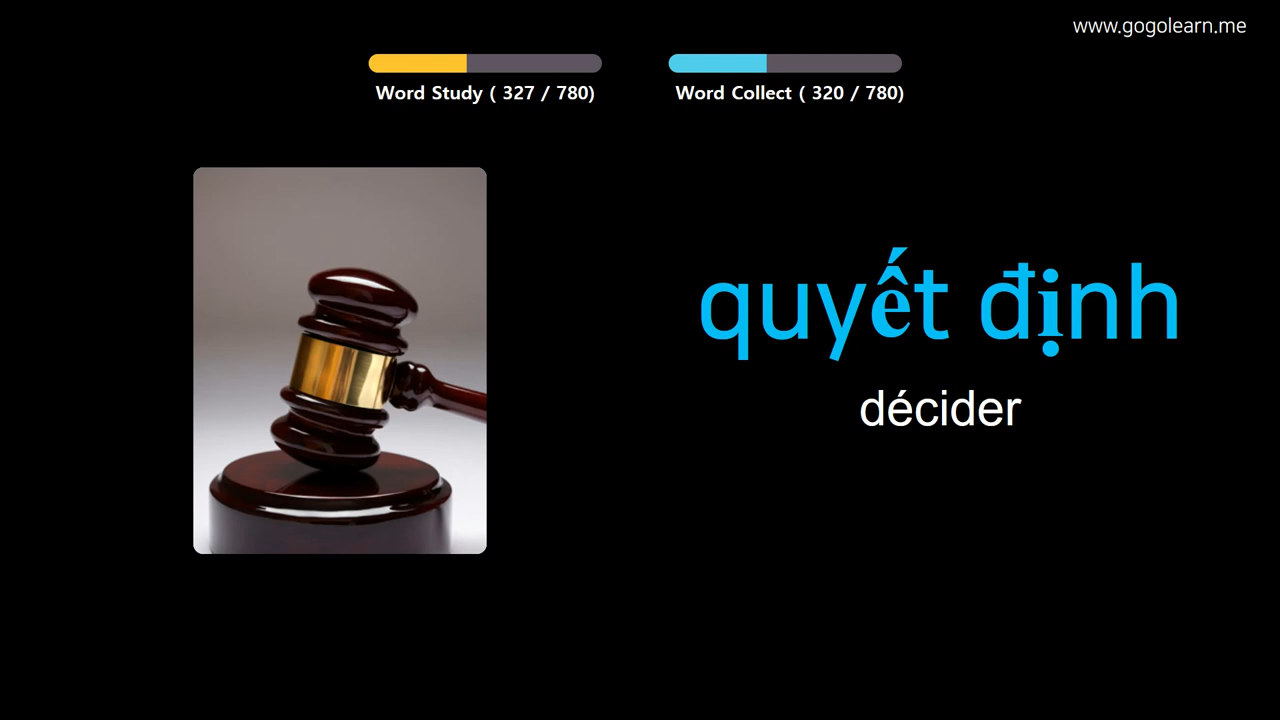 www.gogolearn.me
Word Study ( 327 / 780)
Word Collect ( 320 / 780)
quyết định
décider